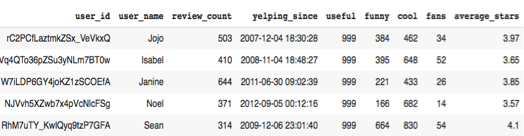 user_id user_name review_count yelping_since useful funny cool fans average_stars
rC2PCfLaztmkZSx_VeVkxQ Jojo 503 2007-12-04 18:30:28 999 384 462 34 3.97
Vq4QTo36pZSu3yNLm7BT0w Isabel 410 2008-11-04 18:48:27 999 395 648 52 3.65
W7iLDP6GY4joKZ1zSCOEfA Janine 644 2011-06-30 09:02:39 999 221 433 26 3.85
NJVvh5XZwb7x4pVcNlcFSg Noel 371 2012-09-05 00:12:16 999 166 682 14 3.57
RhM7uTY_KwlQyq9tzP7GFA Sean 314 2009-12-06 23:01:40 999 664 830 54 4.1